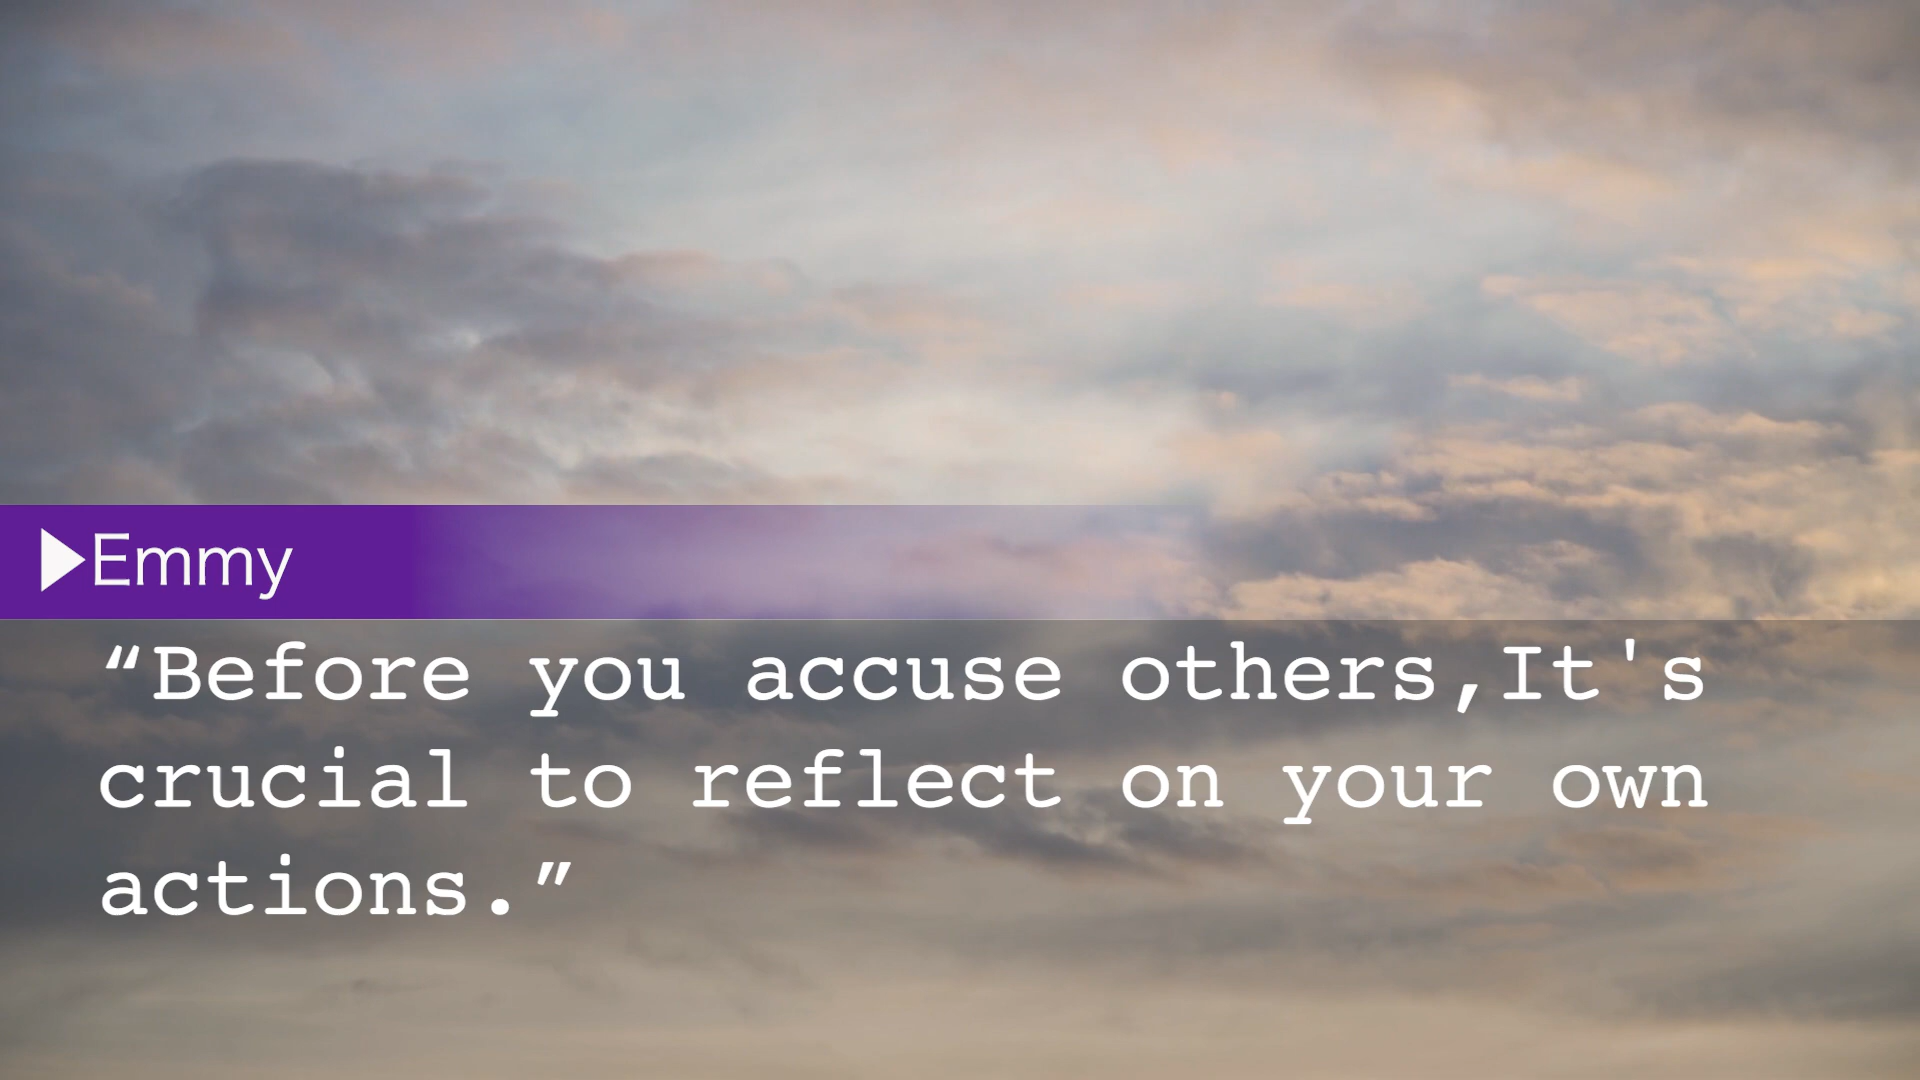 Emmy
“Before you accuse others,It's
crucial to reflect on your own
actions.”